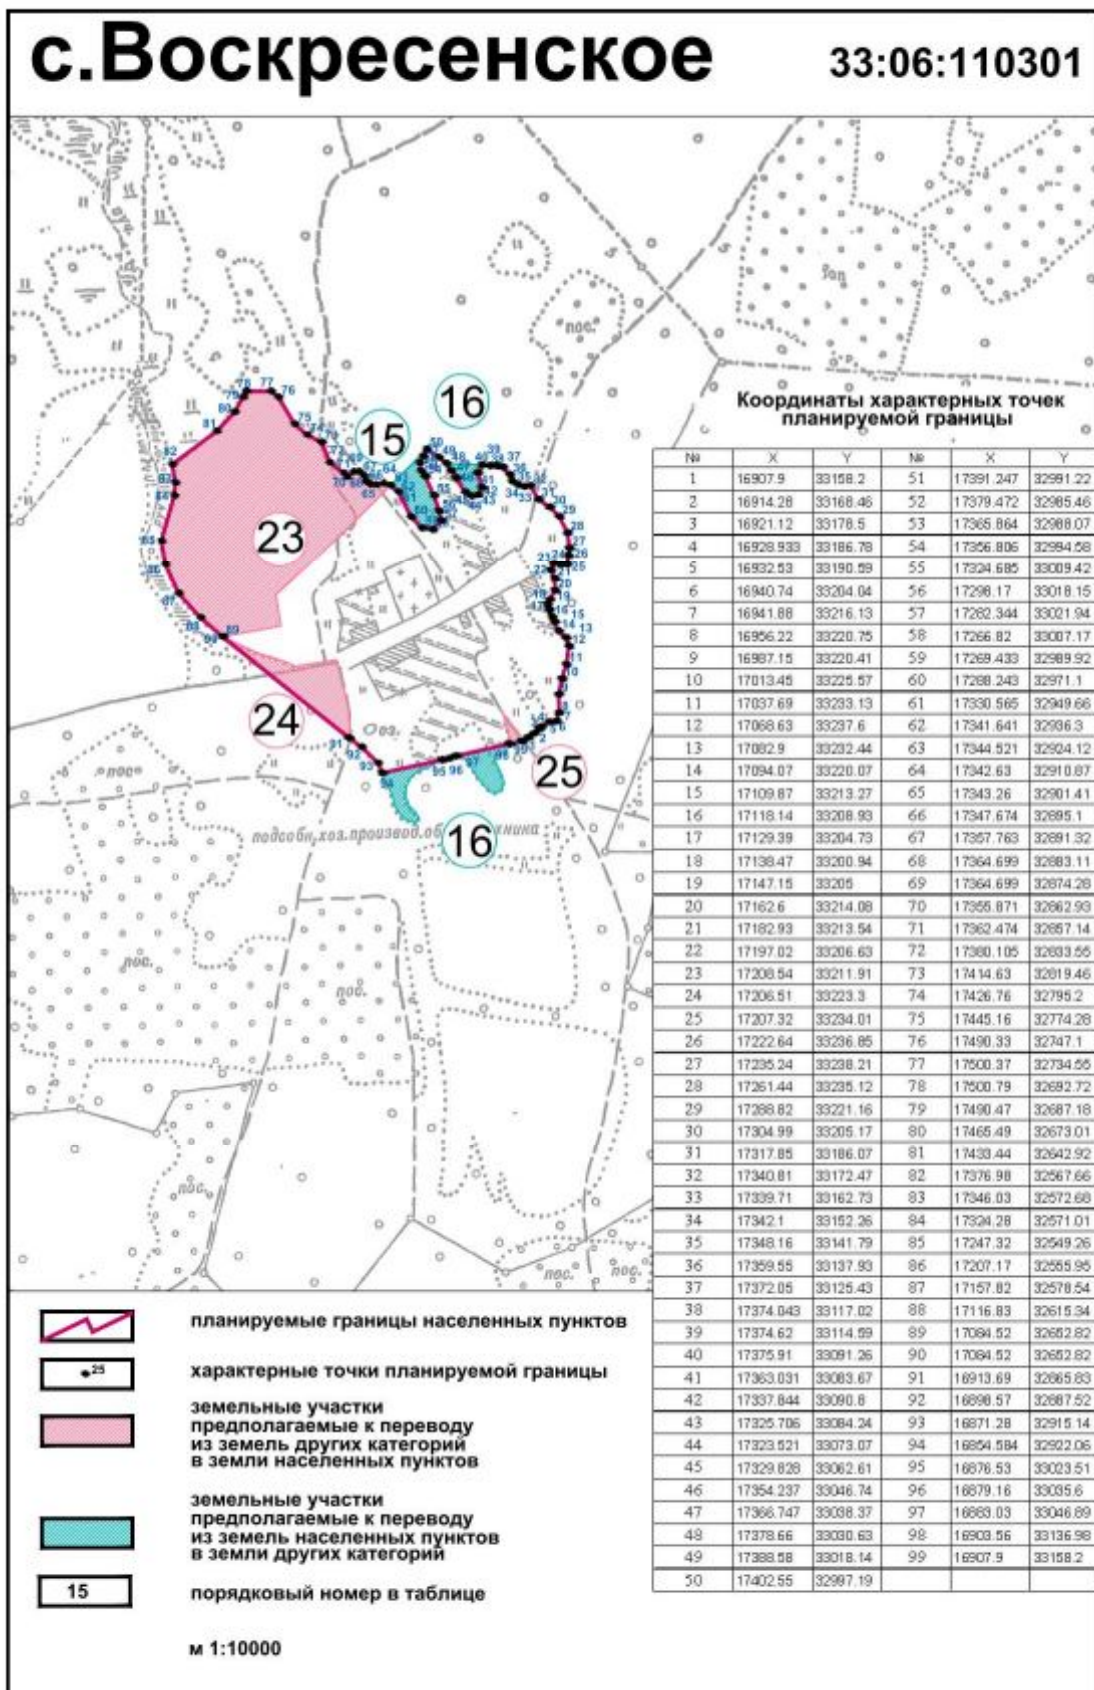 с.Воскресенское
33:06:110301
16
15
23
24
25
16
пос.
Зоп.
Оз.
подсобн.хоз.произвед.об
хника
пос
пос.
пос.
пос.
пос.
пос.
Координаты характерных точек
планируемой границы
№ X Y № X Y
1 16907.9 33158.2 51 17391.247 32991.22
2 16914.28 33168.46 52 17379.472 32985.46
3 16921.12 33178.5 53 17365.864 32988.07
4 16928.933 33186.78 54 17356.806 32994.58
5 16932.53 33190.59 55 17324.685 33009.42
6 16940.74 33204.04 56 17298.17 33018.15
7 16941.88 33216.13 57 17282.344 33021.94
8 16956.22 33220.75 58 17266.82 33007.17
9 16987.15 33220.41 59 17269.433 32989.92
10 17013.45 33225.57 60 17288.243 32971.1
11 17037.69 33233.13 61 17330.565 32949.66
12 17068.63 33237.6 62 17341.641 32936.3
13 17082.9 33232.44 63 17344.521 32924.12
14 17094.07 33220.07 64 17342.63 32910.87
15 17109.87 33213.27 65 17343.26 32901.41
16 17118.14 33208.93 66 17347.674 32895.1
17 17129.39 33204.73 67 17357.763 32891.32
18 17138.47 33200.94 68 17364.699 32883.11
19 17147.15 33205 69 17364.699 32874.28
20 17162.6 33214.08 70 17355.871 32862.93
21 17182.93 33213.54 71 17362.474 32857.14
22 17197.02 33206.63 72 17380.105 32833.55
23 17208.54 33211.91 73 17414.63 32819.46
24 17206.51 33223.3 74 17426.76 32795.2
25 17207.32 33234.01 75 17445.16 32774.28
26 17222.64 33236.85 76 17490.33 32747.1
27 17235.24 33238.21 77 17500.37 32734.55
28 17261.44 33235.12 78 17500.79 32692.72
29 17288.82 33221.16 79 17490.47 32687.18
30 17304.99 33205.17 80 17465.49 32673.01
31 17317.85 33186.07 81 17433.44 32642.92
32 17340.81 33172.47 82 17376.98 32567.66
33 17339.71 33162.73 83 17346.03 32572.68
34 17342.1 33152.26 84 17324.28 32571.01
35 17348.16 33141.79 85 17247.32 32549.26
36 17359.55 33137.93 86 17207.17 32555.95
37 17372.05 33125.43 87 17157.82 32578.54
38 17374.043 33117.02 88 17116.83 32615.34
39 17374.62 33114.59 89 17084.52 32652.82
40 17375.91 33091.26 90 17084.52 32652.82
41 17363.031 33083.67 91 16913.69 32865.83
42 17337.844 33090.8 92 16898.57 32887.52
43 17325.706 33084.24 93 16871.28 32915.14
44 17323.521 33073.07 94 16854.584 32922.06
45 17329.828 33062.61 95 16876.53 33023.51
46 17354.237 33046.74 96 16879.16 33035.6
47 17366.747 33038.37 97 16883.03 33046.89
48 17378.66 33030.63 98 16903.56 33136.98
49 17388.58 33018.14 99 16907.9 33158.2
50 17402.55 32997.19
планируемые границы населенных пунктов
25 характерные точки планируемой границы
земельные участки
предполагаемые к переводу
из земель других категорий
в земли населенных пунктов
земельные участки
предполагаемые к переводу
из земель населенных пунктов
в земли других категорий
15 порядковый номер в таблице
м 1:10000